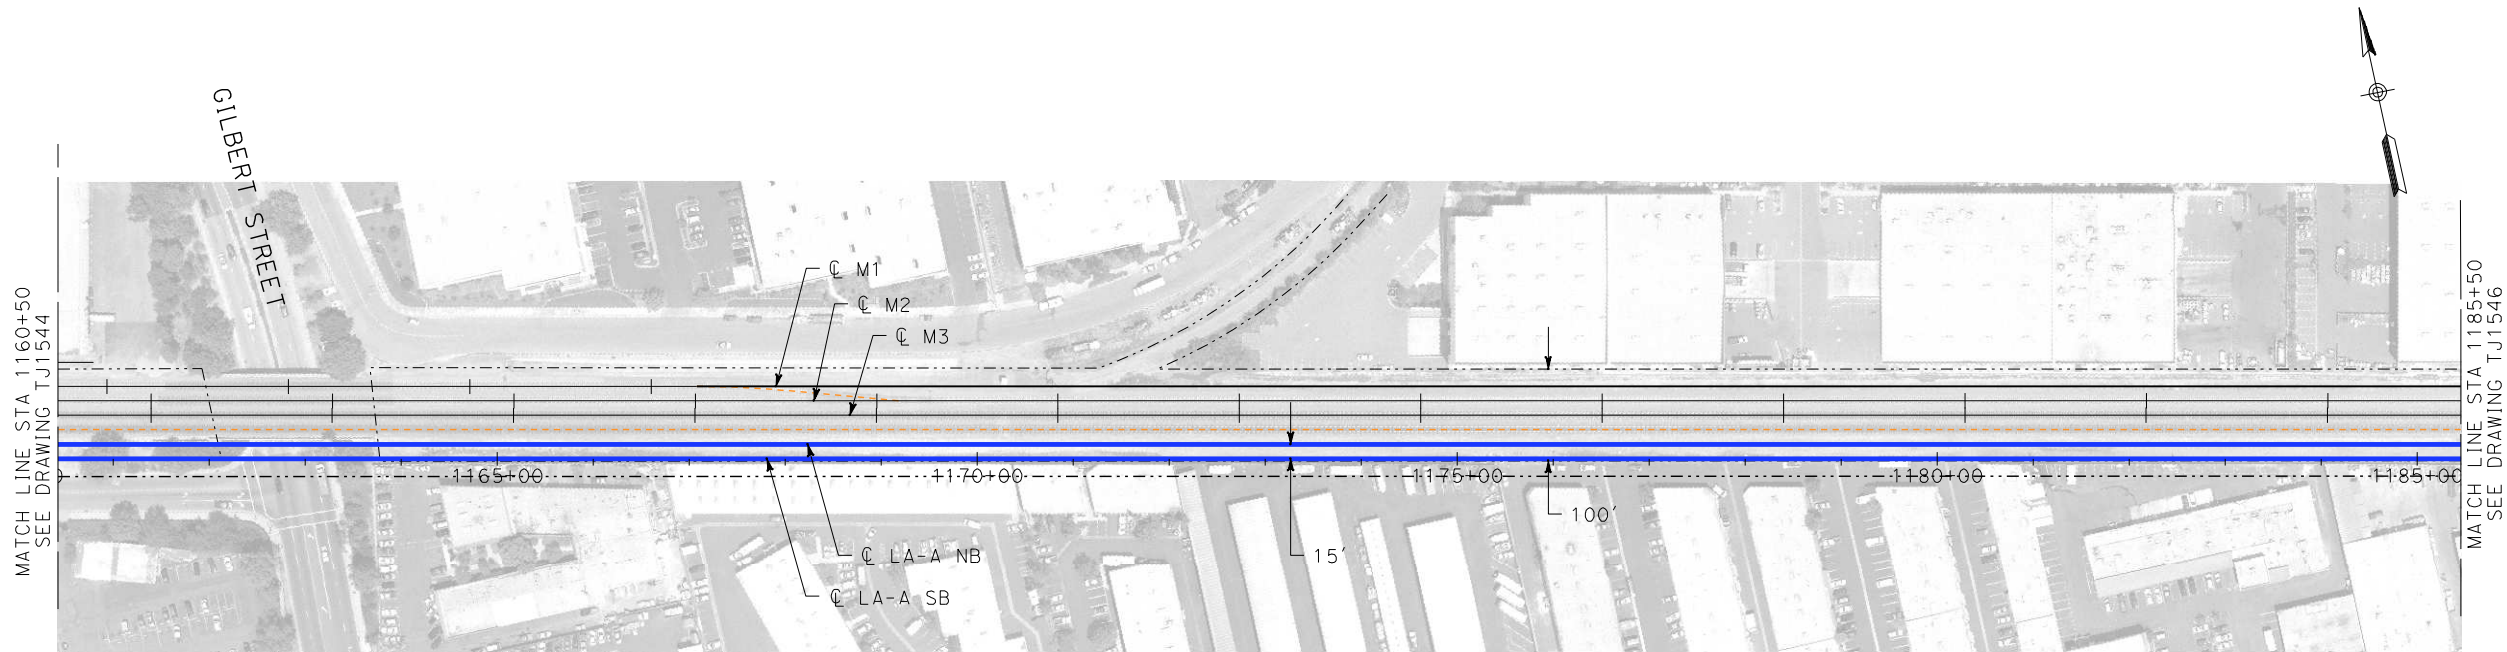 GILBERT STREET
MATCH LINE STA 1160+50
SEE DRAWING TJ1544
℄ M1
℄ M2
℄ M3
1165+00
1170+00
1175+00
1180+00
1185+00
100'
15'
℄ LA-A NB
℄ LA-A SB
MATCH LINE STA 1185+50
SEE DRAWING TJ1546